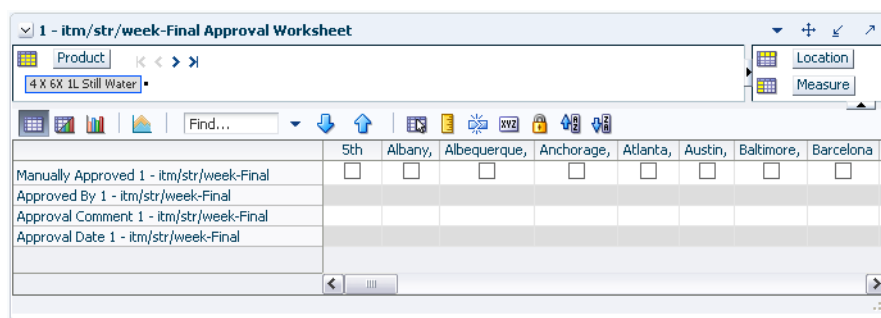 1 - itm/str/week-Final Approval Worksheet
Product
Location
4 X 6X 1L Still Water
Measure
Find...
XYZ
5th Albany, Albequerque, Anchorage, Atlanta, Austin, Baltimore, Barcelona
Manually Approved 1 - itm/str/week-Final
Approved By 1 - itm/str/week-Final
Approval Comment 1 - itm/str/week-Final
Approval Date 1 - itm/str/week-Final